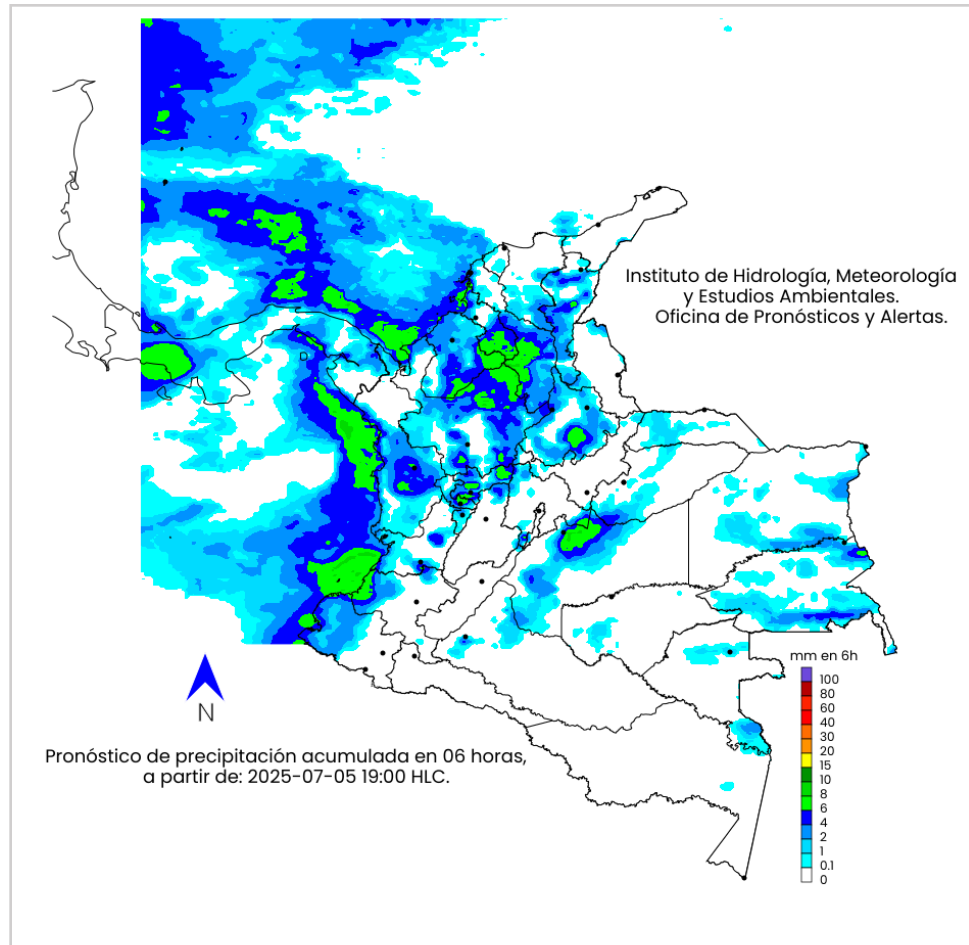 Instituto de Hidrología, Meteorología
y Estudios Ambientales.
Oficina de Pronósticos y Alertas.
mm en 6h
100
80
60
40
30
20
15
10
8
6
4
2
1
0.1
0
N
Pronóstico de precipitación acumulada en 06 horas,
a partir de: 2025-07-05 19:00 HLC.